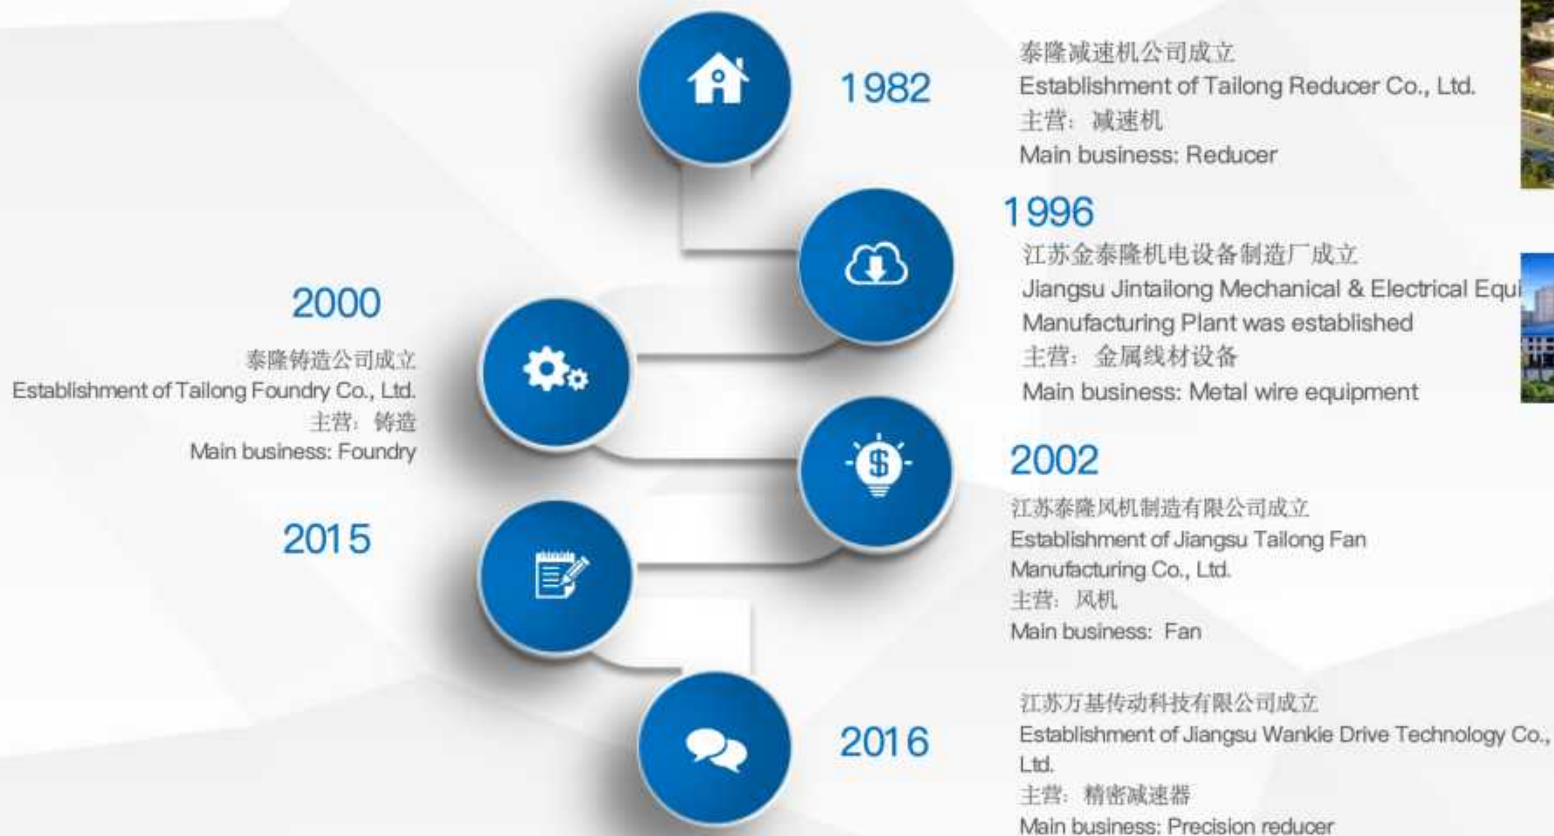 1982
泰隆减速机公司成立
Establishment of Tailong Reducer Co., Ltd.
主营：减速机
Main business: Reducer
1996
江苏金泰隆机电设备制造厂成立
Jiangsu Jintailong Mechanical & Electrical Equi
Manufacturing Plant was established
主营：金属线材设备
Main business: Metal wire equipment
2000
泰隆铸造公司成立
Establishment of Tailong Foundry Co., Ltd.
主营：铸造
Main business: Foundry
2002
江苏泰隆风机制造有限公司成立
Establishment of Jiangsu Tailong Fan
Manufacturing Co., Ltd.
主营：风机
Main business: Fan
2015
2016
江苏万基传动科技有限公司成立
Establishment of Jiangsu Wankie Drive Technology Co.,
Ltd.
主营：精密减速器
Main business: Precision reducer